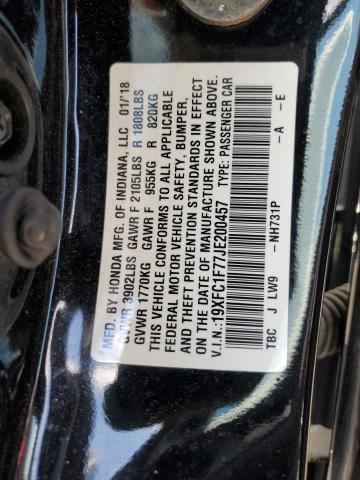 MFG. BY HONDA MFG. OF INDIANA, LLC 01/'18
GVWR 3902LBS GAWR F 2105LBS R 1808LBS
GVWR 1770KG GAWR F 955KG R 820KG
THIS VEHICLE CONFORMS TO ALL APPLICABLE
FEDERAL MOTOR VEHICLE SAFETY, BUMPER,
AND THEFT PREVENTION STANDARDS IN EFFECT
ON THE DATE OF MANUFACTURE SHOWN ABOVE.
V.I.N.: 19XFC1F77JE200457 TYPE: PASSENGER CAR
NH731P - A - E
TBC J LW9